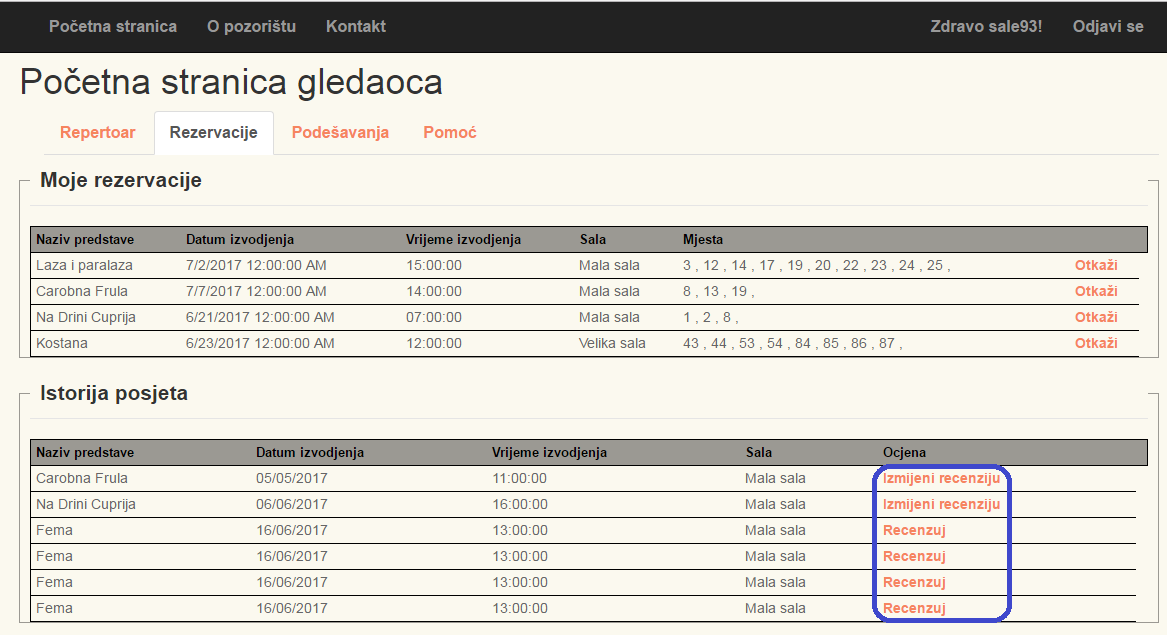 Početna stranica O pozorištu Kontakt Zdravo sale93! Odjavi se
Početna stranica gledaoca
Repertoar Rezervacije Podešavanja Pomoć
Moje rezervacije
Naziv predstave Datum izvodjenja Vrijeme izvodjenja Sala Mjesta
Laza i paralaza 7/2/2017 12:00:00 AM 15:00:00 Mala sala 3 , 12 , 14 , 17 , 19 , 20 , 22 , 23 , 24 , 25 , Otkaži
Carobna Frula 7/7/2017 12:00:00 AM 14:00:00 Mala sala 8 , 13 , 19 , Otkaži
Na Drini Cuprija 6/21/2017 12:00:00 AM 07:00:00 Mala sala 1 , 2 , 8 , Otkaži
Kostana 6/23/2017 12:00:00 AM 12:00:00 Velika sala 43 , 44 , 53 , 54 , 84 , 85 , 86 , 87 , Otkaži
Istorija posjeta
Naziv predstave Datum izvodjenja Vrijeme izvodjenja Sala Ocjena
Carobna Frula 05/05/2017 11:00:00 Mala sala Izmijeni recenziju
Na Drini Cuprija 06/06/2017 16:00:00 Mala sala Izmijeni recenziju
Fema 16/06/2017 13:00:00 Mala sala Recenzuj
Fema 16/06/2017 13:00:00 Mala sala Recenzuj
Fema 16/06/2017 13:00:00 Mala sala Recenzuj
Fema 16/06/2017 13:00:00 Mala sala Recenzuj